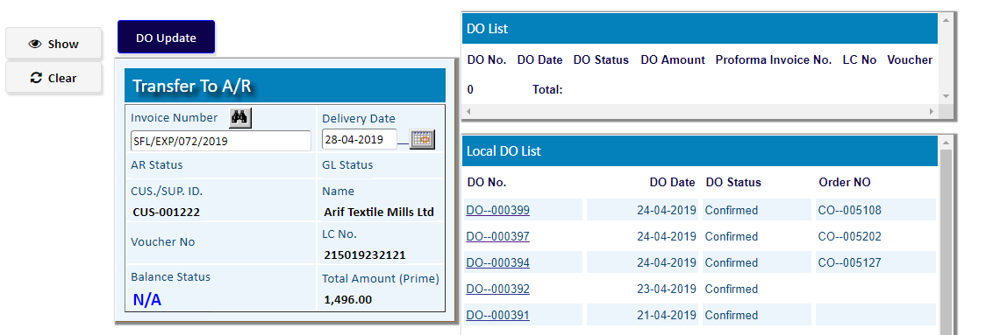 Show
Clear
DO Update
Transfer To A/R
Invoice Number
Delivery Date
SFL/EXP/072/2019
28-04-2019
AR Status
GL Status
CUS./SUP. ID.
Name
CUS-001222
Arif Textile Mills Ltd
Voucher No
LC No.
215019232121
Balance Status
Total Amount (Prime)
N/A
1,496.00
DO List
DO No. DO Date DO Status DO Amount Proforma Invoice No. LC No Voucher
0 Total:
Local DO List
DO No. DO Date DO Status Order NO
DO--000399 24-04-2019 Confirmed CO--005108
DO--000397 24-04-2019 Confirmed CO--005202
DO--000394 24-04-2019 Confirmed CO--005127
DO--000392 23-04-2019 Confirmed
DO--000391 21-04-2019 Confirmed